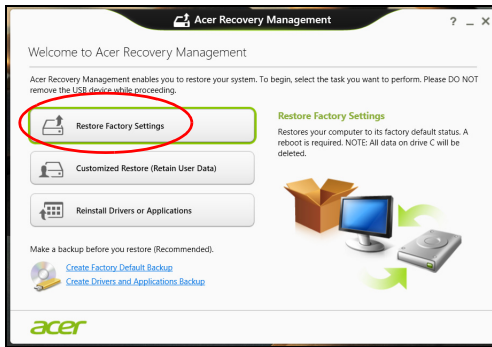 Acer Recovery Management
? _ X
Welcome to Acer Recovery Management
Acer Recovery Management enables you to restore your system. To begin, select the task you want to perform. Please DO NOT
remove the USB device while proceeding.
Restore Factory Settings
Customized Restore (Retain User Data)
Reinstall Drivers or Applications
Restore Factory Settings
Restores your computer to its factory default status. A
reboot is required. NOTE: All data on drive C will be
deleted.
Make a backup before you restore (Recommended).
Create Factory Default Backup
Create Drivers and Applications Backup
acer